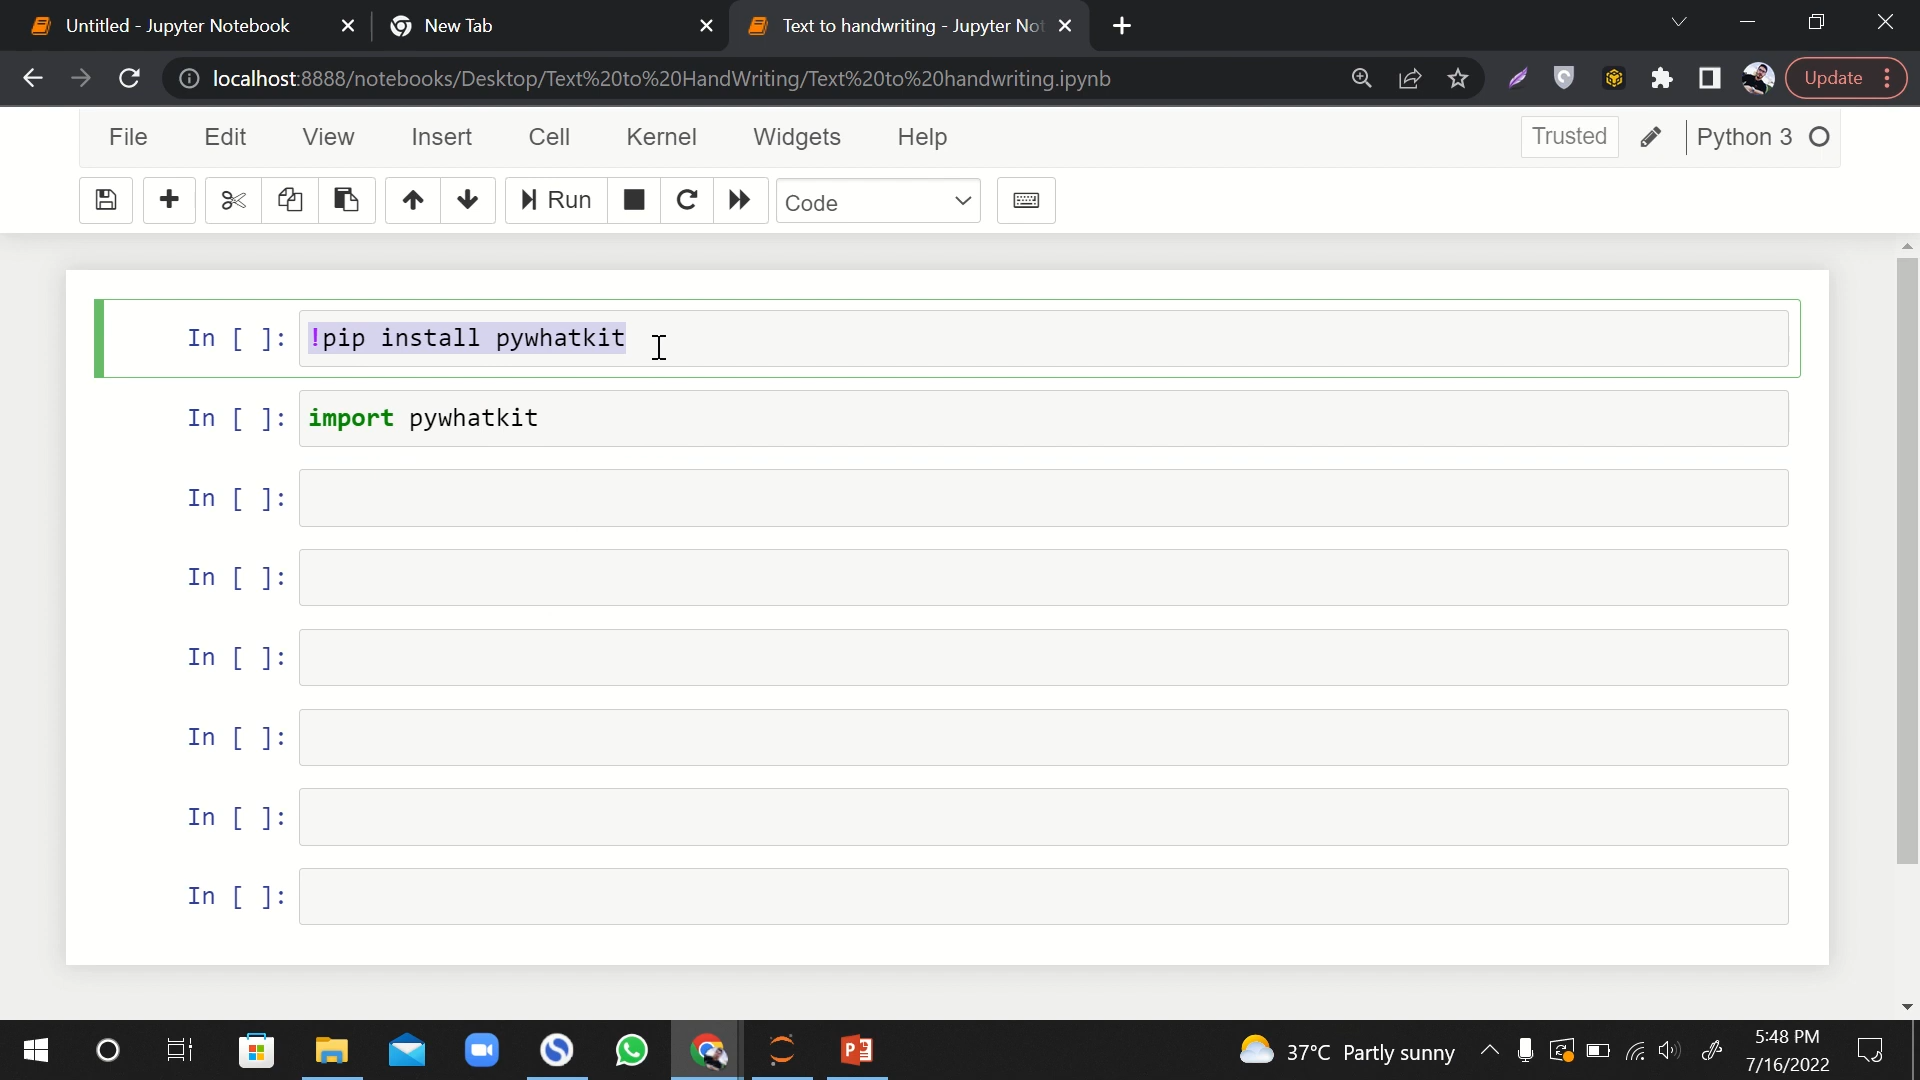 Untitled - Jupyter Notebook
New Tab
Text to handwriting - Jupyter Not
localhost:8888/notebooks/Desktop/Text%20to%20HandWriting/Text%20to%20handwriting.ipynb
Update
File Edit View Insert Cell Kernel Widgets Help
Trusted
Python 3
Run
Code
In [ ]: !pip install pywhatkit
In [ ]: import pywhatkit
In [ ]:
In [ ]:
In [ ]:
In [ ]:
In [ ]:
In [ ]:
37°C Partly sunny
5:48 PM
7/16/2022